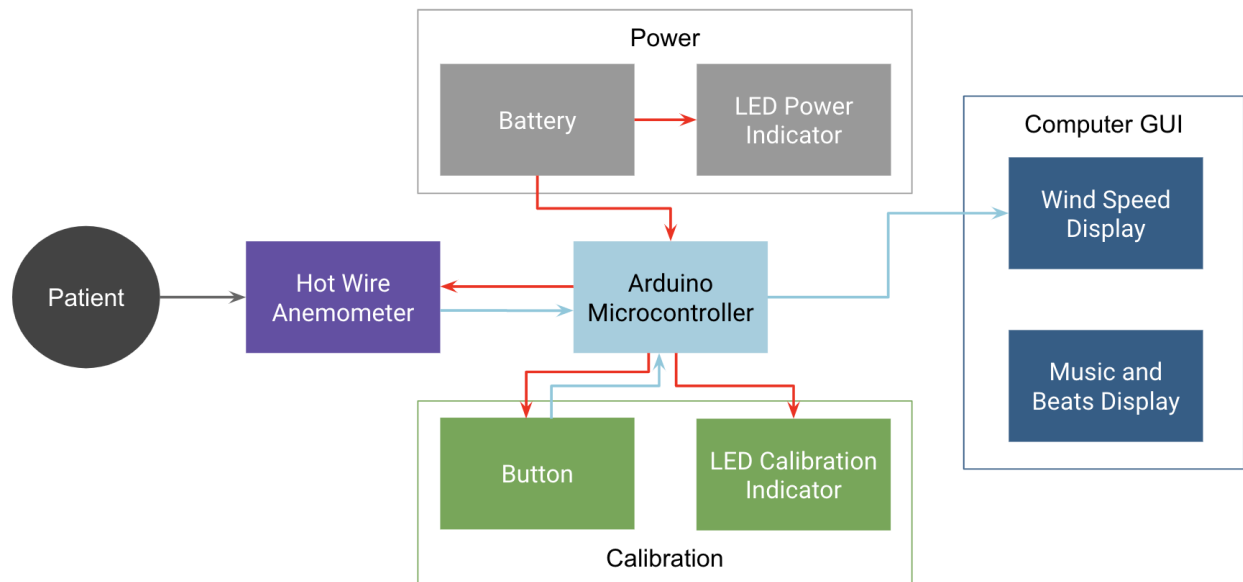 Power
Battery
LED Power
Indicator
Computer GUI
Wind Speed
Display
Patient
Hot Wire
Anemometer
Arduino
Microcontroller
Music and
Beats Display
Button
LED Calibration
Indicator
Calibration